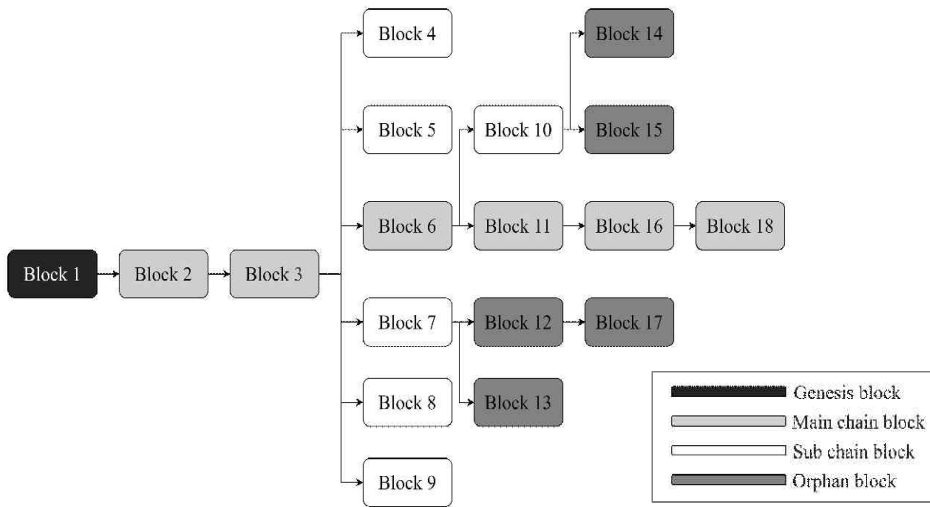 Block 4
Block 14
Block 5
Block 10
Block 15
Block 6
Block 11
Block 16
Block 18
Block 1
Block 2
Block 3
Block 7
Block 12
Block 17
Block 8
Block 13
Block 9
Genesis block
Main chain block
Sub chain block
Orphan block